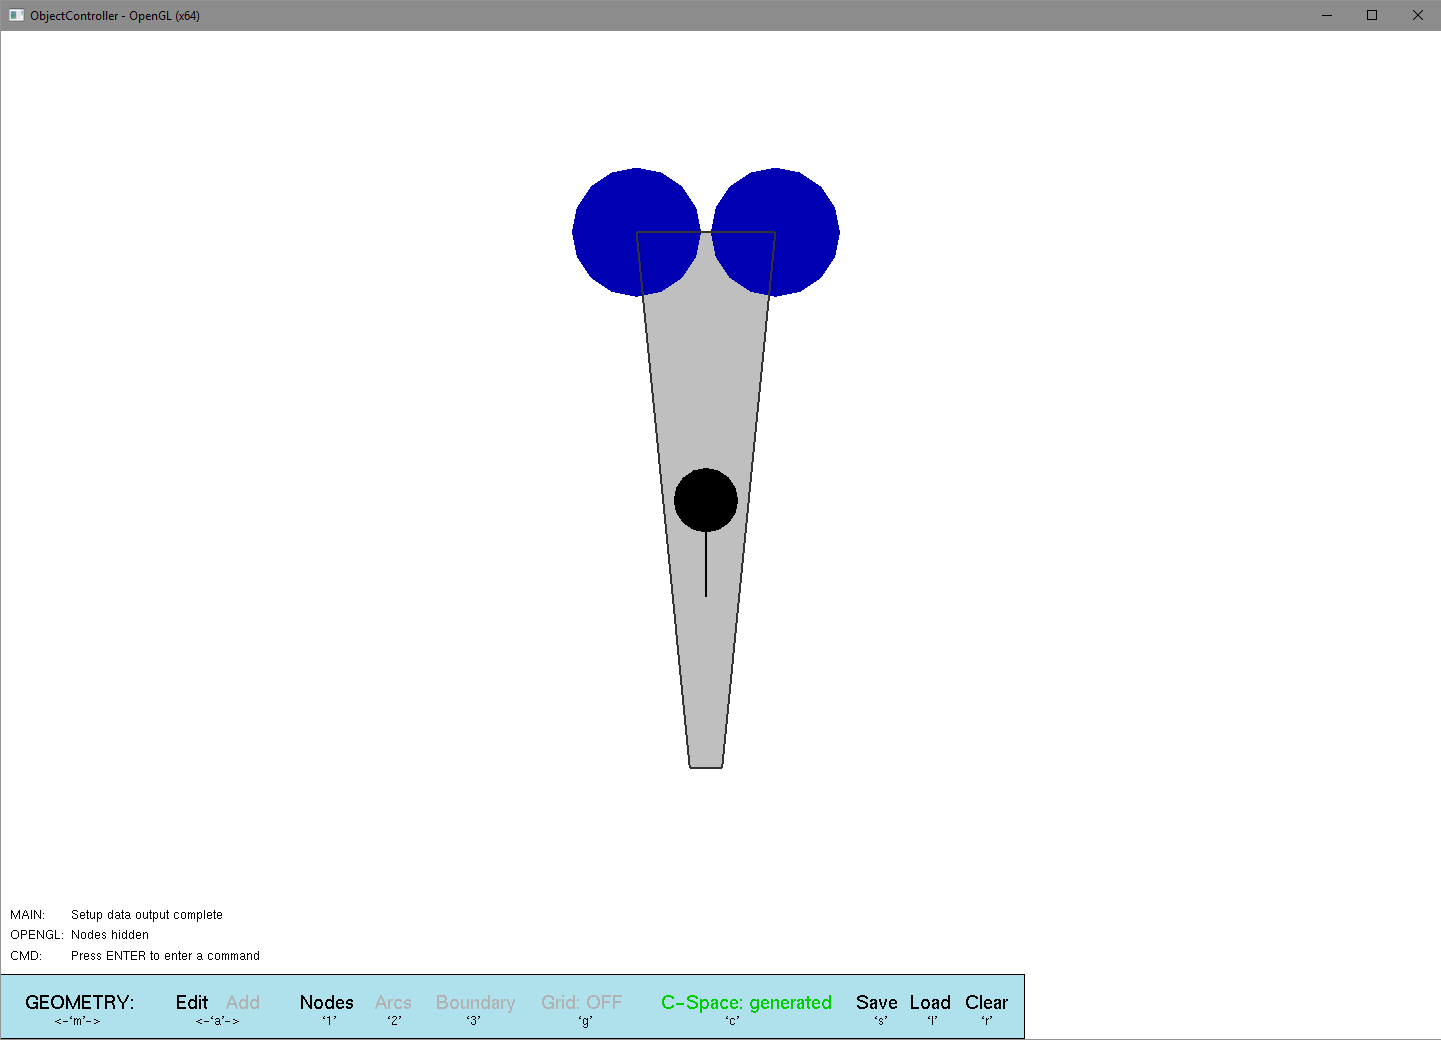 ObjectController - OpenGL (x64)
MAIN: Setup data output complete
OPENGL: Nodes hidden
CMD: Press ENTER to enter a command
GEOMETRY: Edit Add Nodes Arcs Boundary Grid: OFF C-Space: generated Save Load Clear
<-'m'-> <-'a'-> '1' '2' '3' 'g' 'c' 's' 'l' 'r'